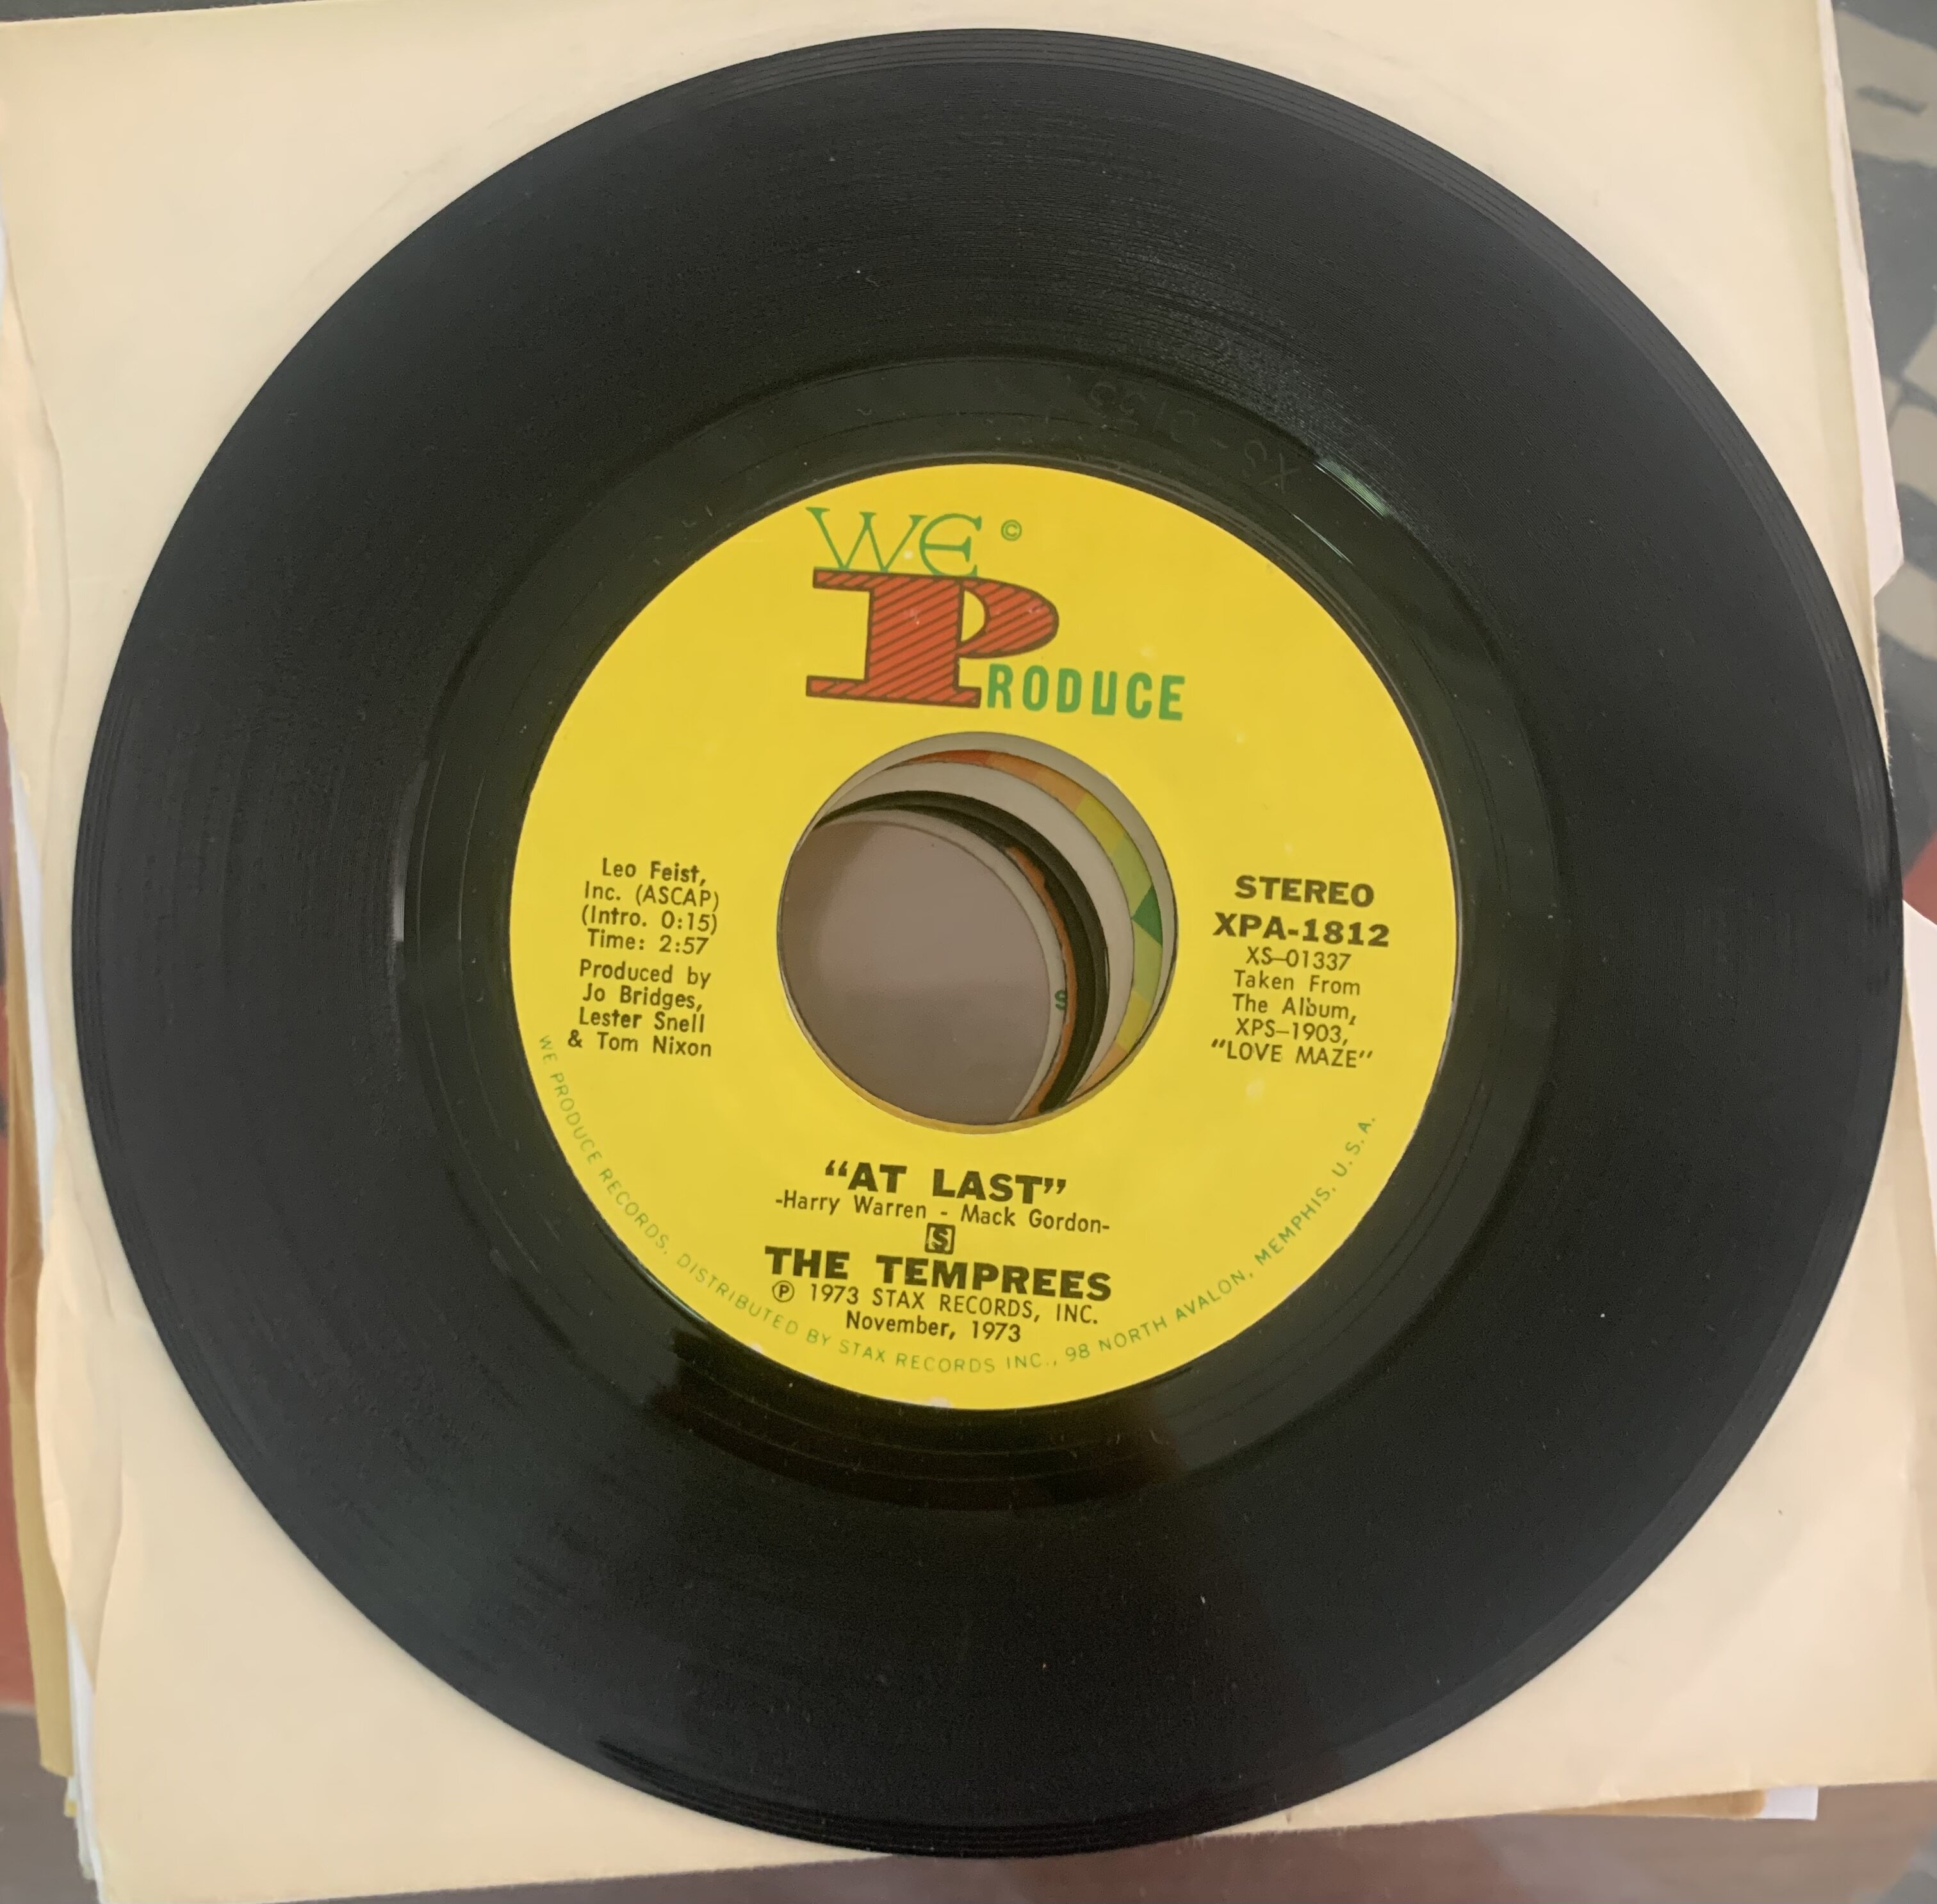 WE ©
PRODUCE
Leo Feist,
Inc. (ASCAP)
(Intro. 0:15)
Time: 2:57
Produced by
Jo Bridges,
Lester Snell
& Tom Nixon
STEREO
XPA-1812
XS-01337
Taken From
The Album,
XPS-1903,
"LOVE MAZE"
"AT LAST"
-Harry Warren - Mack Gordon-
S
THE TEMPREES
℗ 1973 STAX RECORDS, INC.
November, 1973
WE PRODUCE RECORDS, DISTRIBUTED BY STAX RECORDS INC., 98 NORTH AVALON, MEMPHIS, U.S.A.